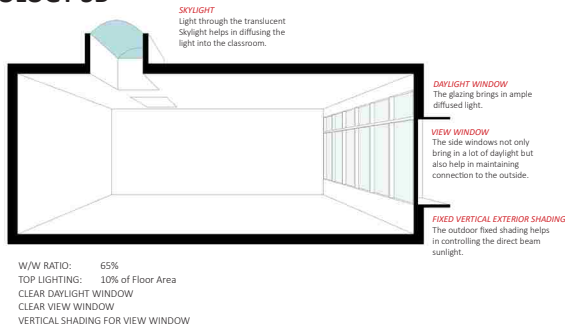 SKYLIGHT
Light through the translucent
Skylight helps in diffusing the
light into the classroom.
DAYLIGHT WINDOW
The glazing brings in ample
diffused light.
VIEW WINDOW
The side windows not only
bring in a lot of daylight but
also help in maintaining
connection to the outside.
FIXED VERTICAL EXTERIOR SHADING
The outdoor fixed shading helps
in controlling the direct beam
sunlight.
W/W RATIO: 65%
TOP LIGHTING: 10% of Floor Area
CLEAR DAYLIGHT WINDOW
CLEAR VIEW WINDOW
VERTICAL SHADING FOR VIEW WINDOW